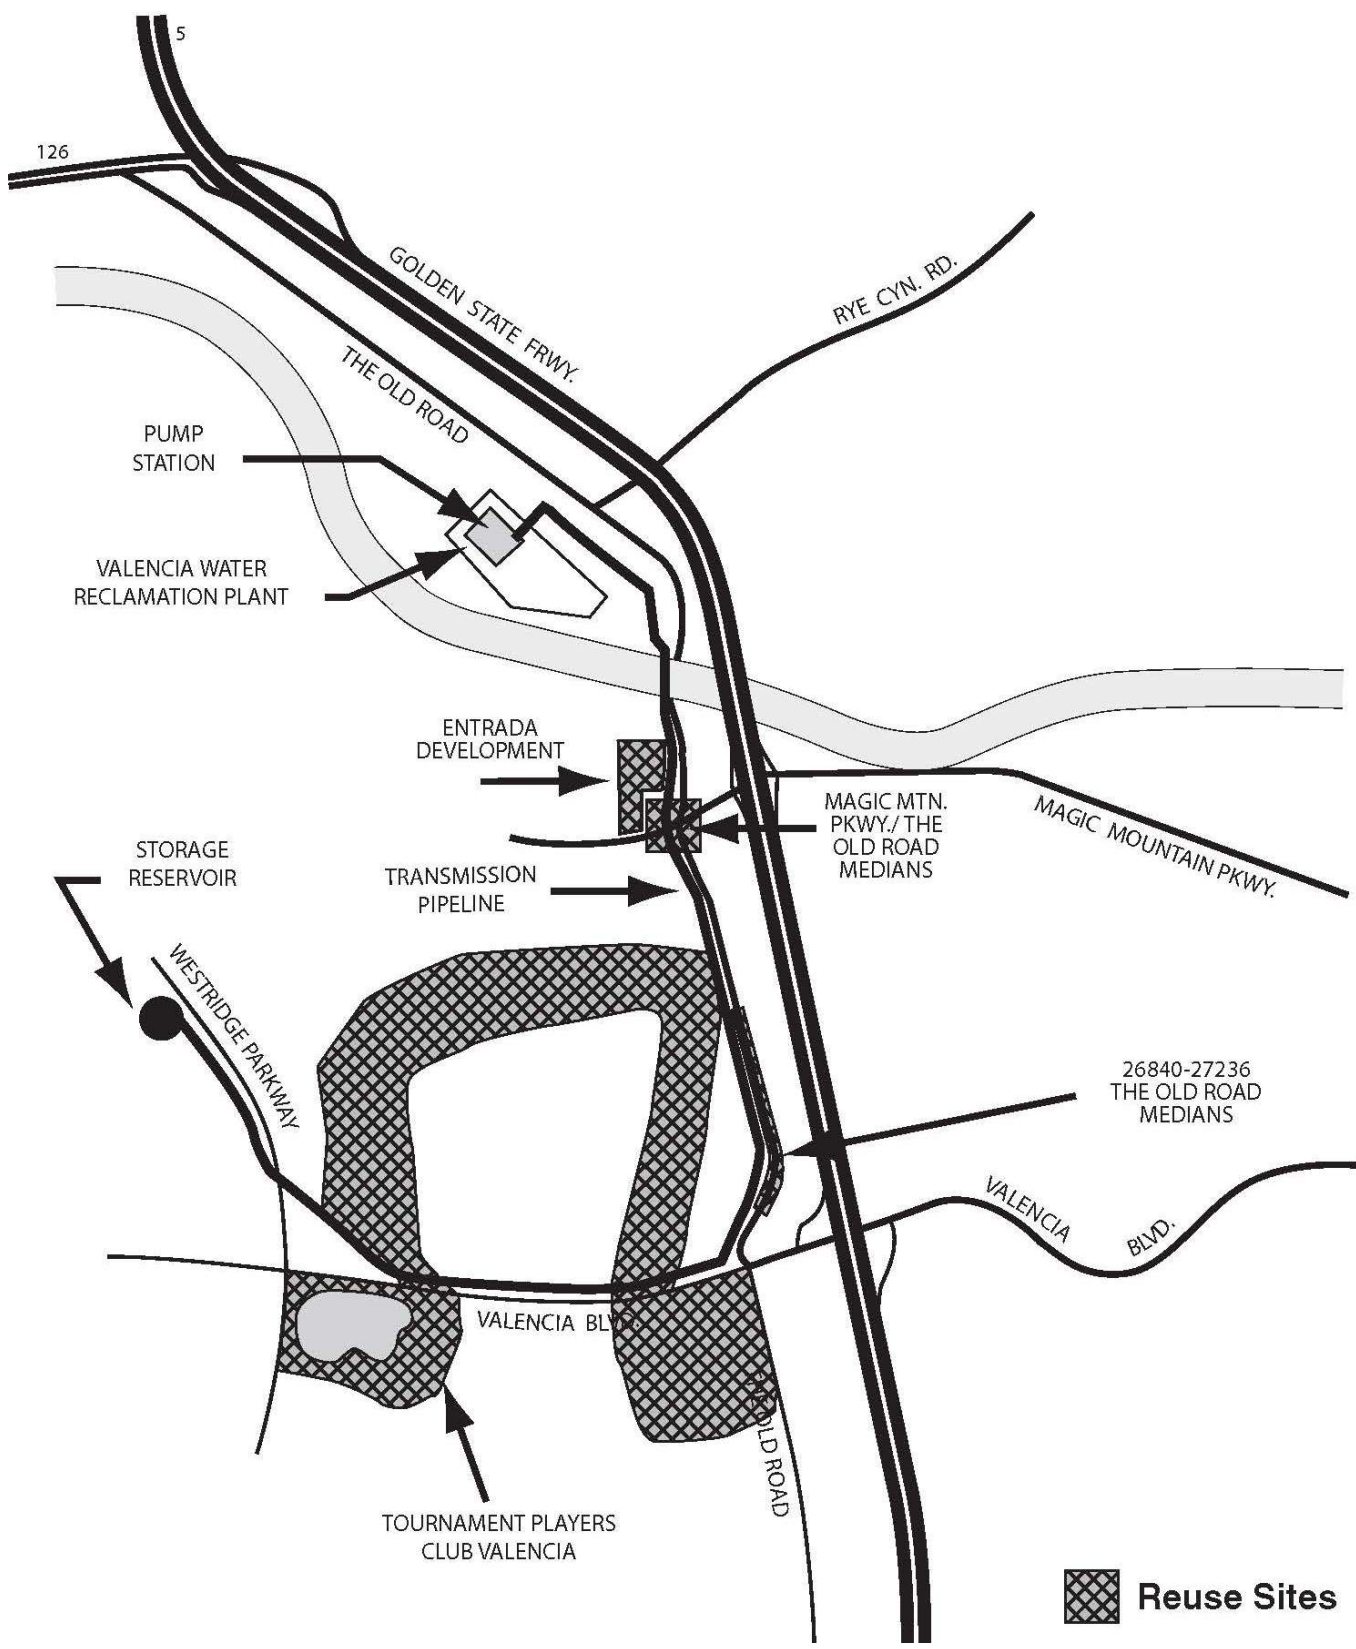 5
126
GOLDEN STATE FRWY.
RYE CYN. RD.
THE OLD ROAD
PUMP
STATION
VALENCIA WATER
RECLAMATION PLANT
ENTRADA
DEVELOPMENT
MAGIC MTN.
PKWY./ THE
OLD ROAD
MEDIANS
MAGIC MOUNTAIN PKWY.
STORAGE
RESERVOIR
TRANSMISSION
PIPELINE
WESTRIDGE PARKWAY
26840-27236
THE OLD ROAD
MEDIANS
VALENCIA BLVD.
VALENCIA BLVD.
THE OLD ROAD
TOURNAMENT PLAYERS
CLUB VALENCIA
Reuse Sites